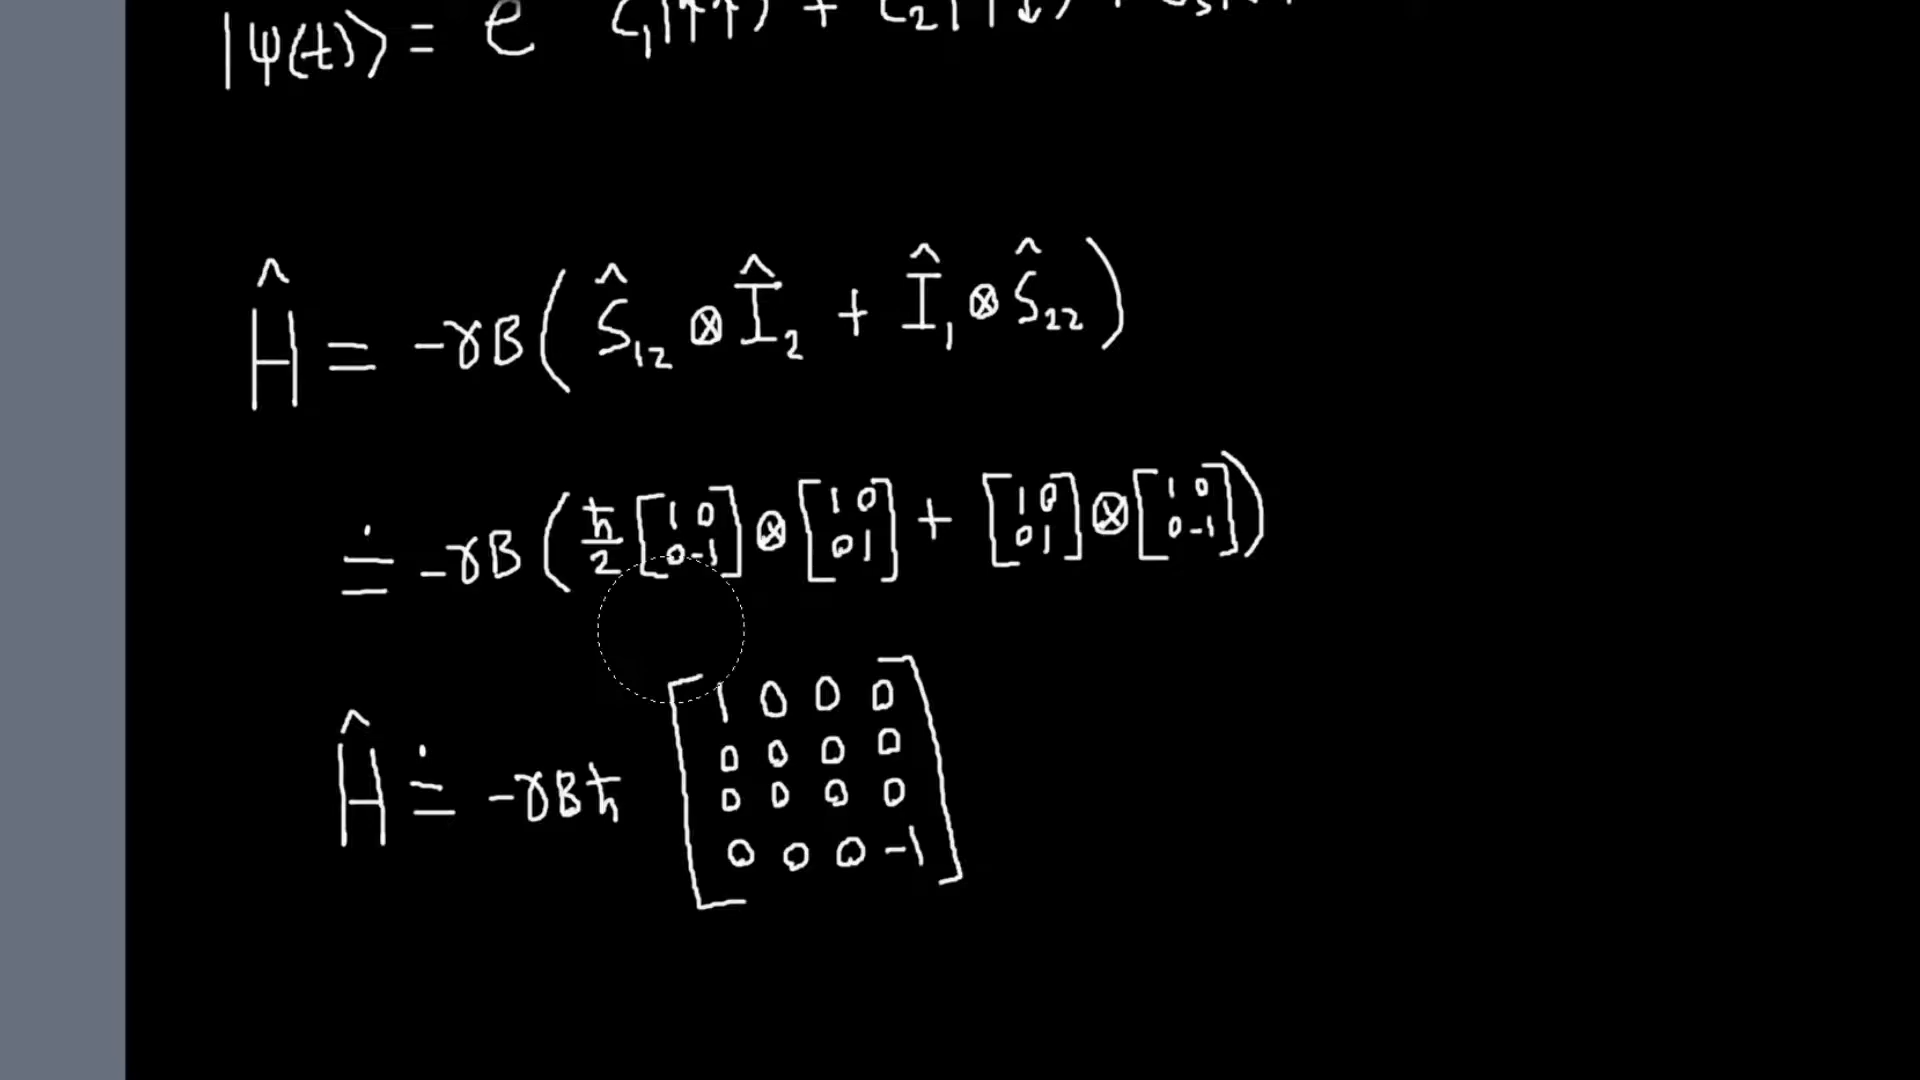 |ψ(t)⟩ = e c₁|↑↑⟩ + c₂|↑↓⟩ +
Ĥ = -γB(Ŝ₁z ⊗ Î₂ + Î₁ ⊗ Ŝ₂z)
≐ -γB(ħ/2 [1 0 0 -1] ⊗ [1 0 0 1] + [1 0 0 1] ⊗ [1 0 0 -1])
Ĥ ≐ -γBħ [1 0 0 0
0 0 0 0
0 0 0 0
0 0 0 -1]